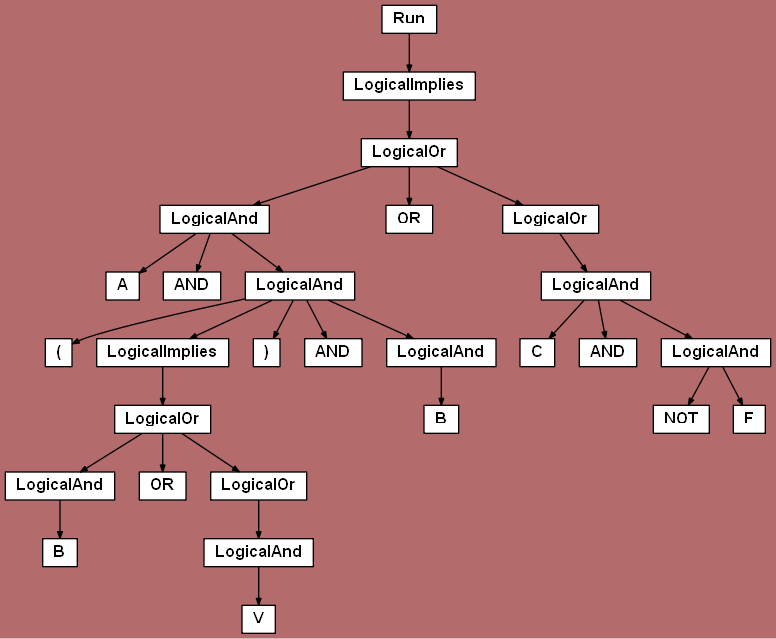 Run
LogicalImplies
LogicalOr
LogicalAnd OR LogicalOr
A AND LogicalAnd LogicalAnd
( LogicalImplies ) AND LogicalAnd C AND LogicalAnd
LogicalOr B NOT F
LogicalAnd OR LogicalOr
B LogicalAnd
V